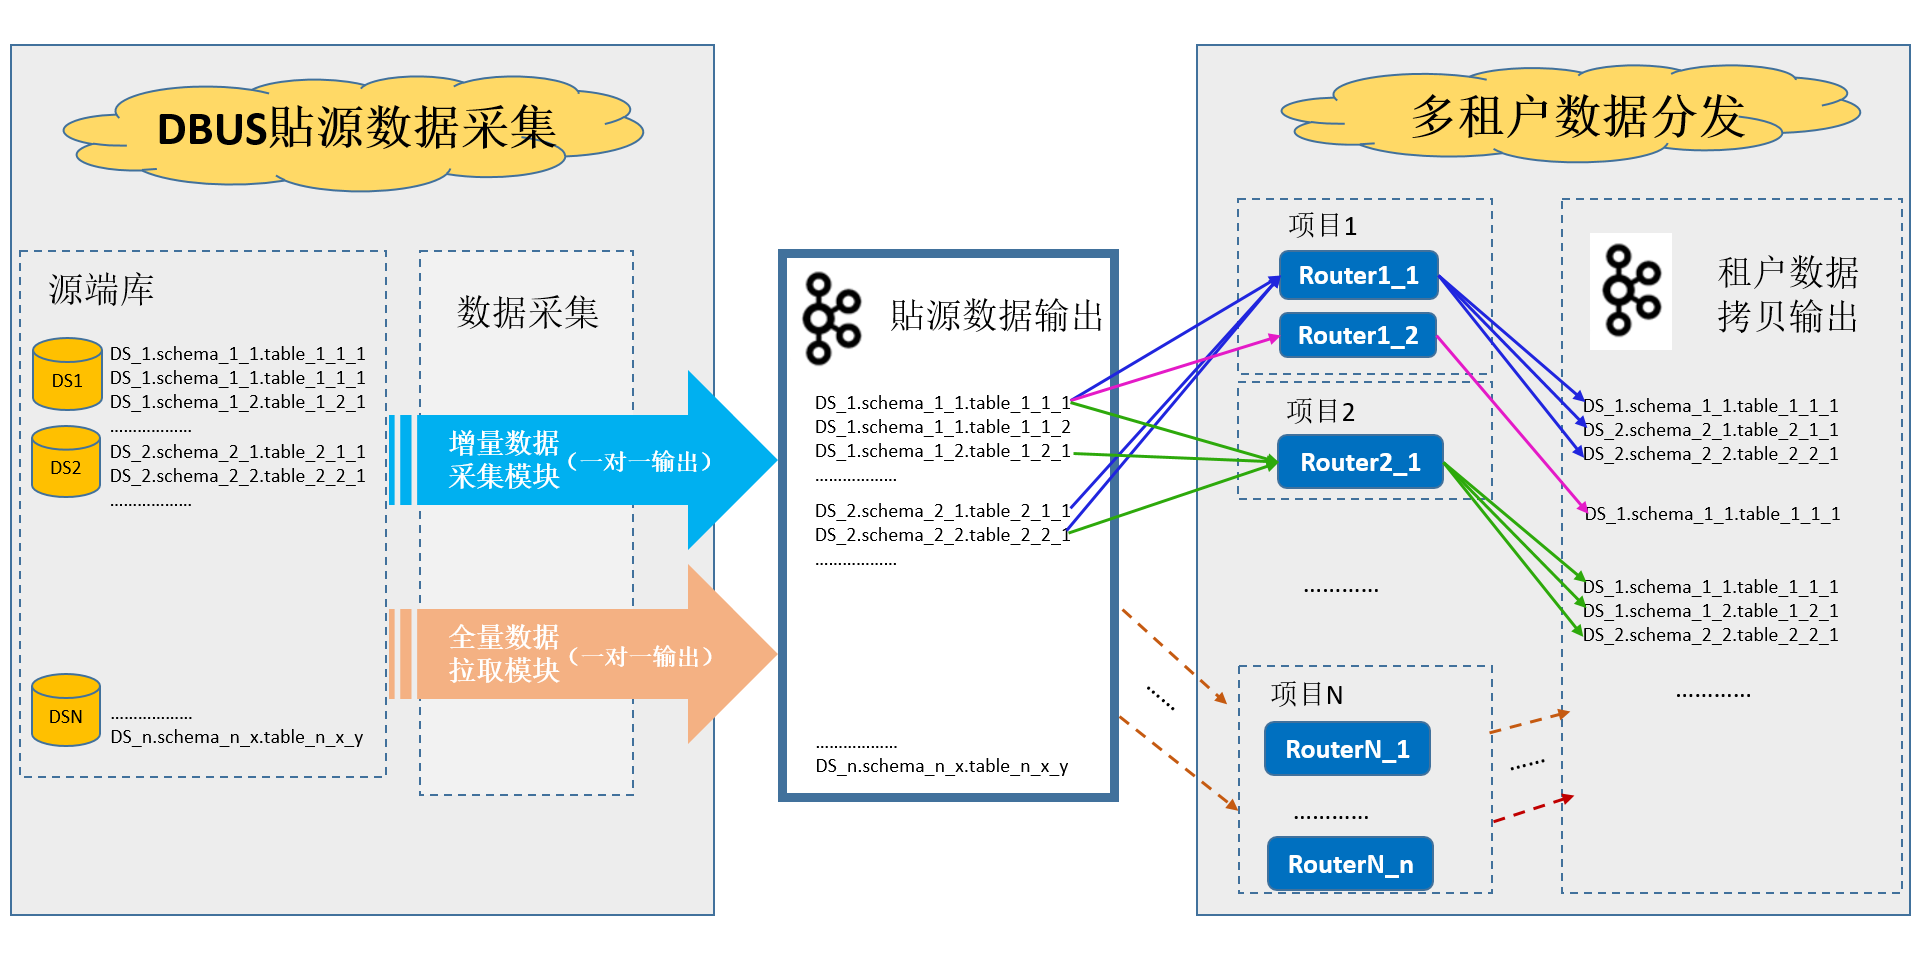 DBUS貼源数据采集
源端库
DS1
DS_1.schema_1_1.table_1_1_1
DS_1.schema_1_1.table_1_1_1
DS_1.schema_1_2.table_1_2_1
………………
DS2
DS_2.schema_2_1.table_2_1_1
DS_2.schema_2_2.table_2_2_1
………………
DSN
………………
DS_n.schema_n_x.table_n_x_y
数据采集
增量数据
采集模块
（一对一输出）
全量数据
拉取模块
（一对一输出）
貼源数据输出
DS_1.schema_1_1.table_1_1_1
DS_1.schema_1_1.table_1_1_2
DS_1.schema_1_2.table_1_2_1
………………
DS_2.schema_2_1.table_2_1_1
DS_2.schema_2_2.table_2_2_1
………………
………………
DS_n.schema_n_x.table_n_x_y
……
多租户数据分发
项目1
Router1_1
Router1_2
项目2
Router2_1
…………
项目N
RouterN_1
…………
RouterN_n
……
租户数据
拷贝输出
DS_1.schema_1_1.table_1_1_1
DS_2.schema_2_1.table_2_1_1
DS_2.schema_2_2.table_2_2_1
DS_1.schema_1_1.table_1_1_1
DS_1.schema_1_1.table_1_1_1
DS_1.schema_1_2.table_1_2_1
DS_2.schema_2_2.table_2_2_1
…………